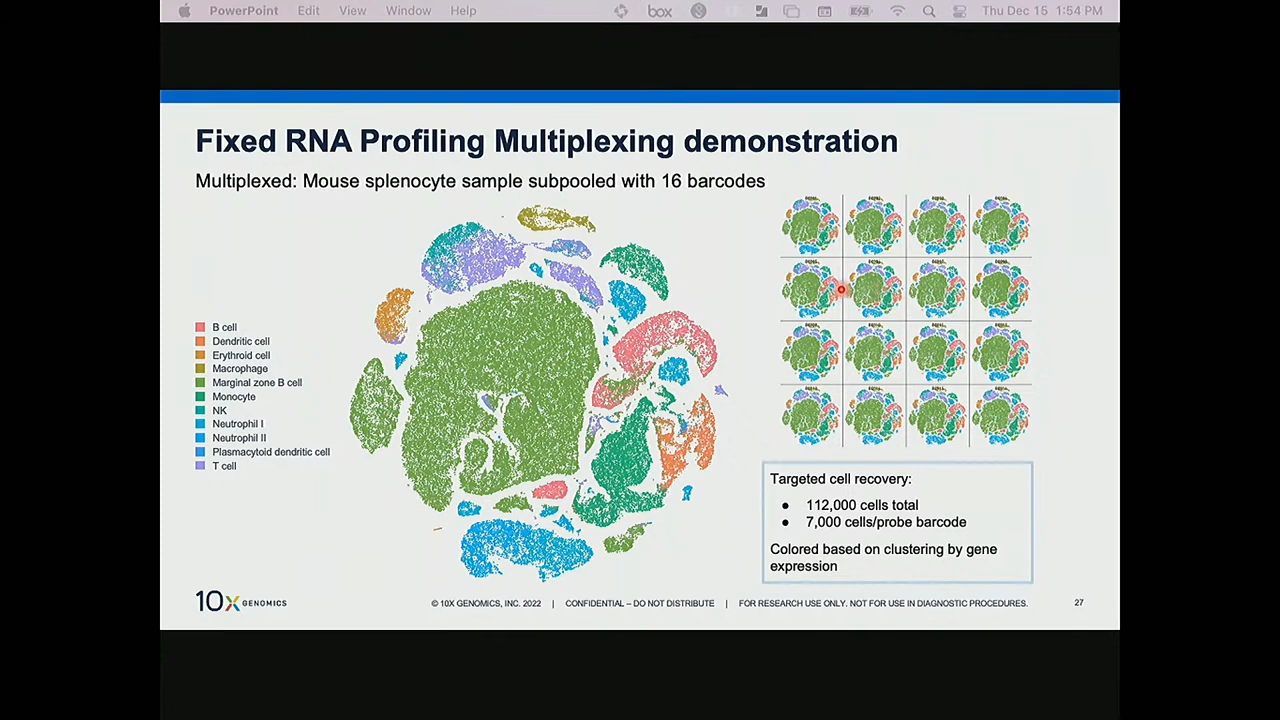 PowerPoint Edit View Window Help box Thu Dec 15 1:54 PM
Fixed RNA Profiling Multiplexing demonstration
Multiplexed: Mouse splenocyte sample subpooled with 16 barcodes
B cell
Dendritic cell
Erythroid cell
Macrophage
Marginal zone B cell
Monocyte
NK
Neutrophil I
Neutrophil II
Plasmacytoid dendritic cell
T cell
Targeted cell recovery:
● 112,000 cells total
● 7,000 cells/probe barcode
Colored based on clustering by gene
expression
10x GENOMICS
© 10X GENOMICS, INC. 2022 | CONFIDENTIAL – DO NOT DISTRIBUTE | FOR RESEARCH USE ONLY. NOT FOR USE IN DIAGNOSTIC PROCEDURES. 27